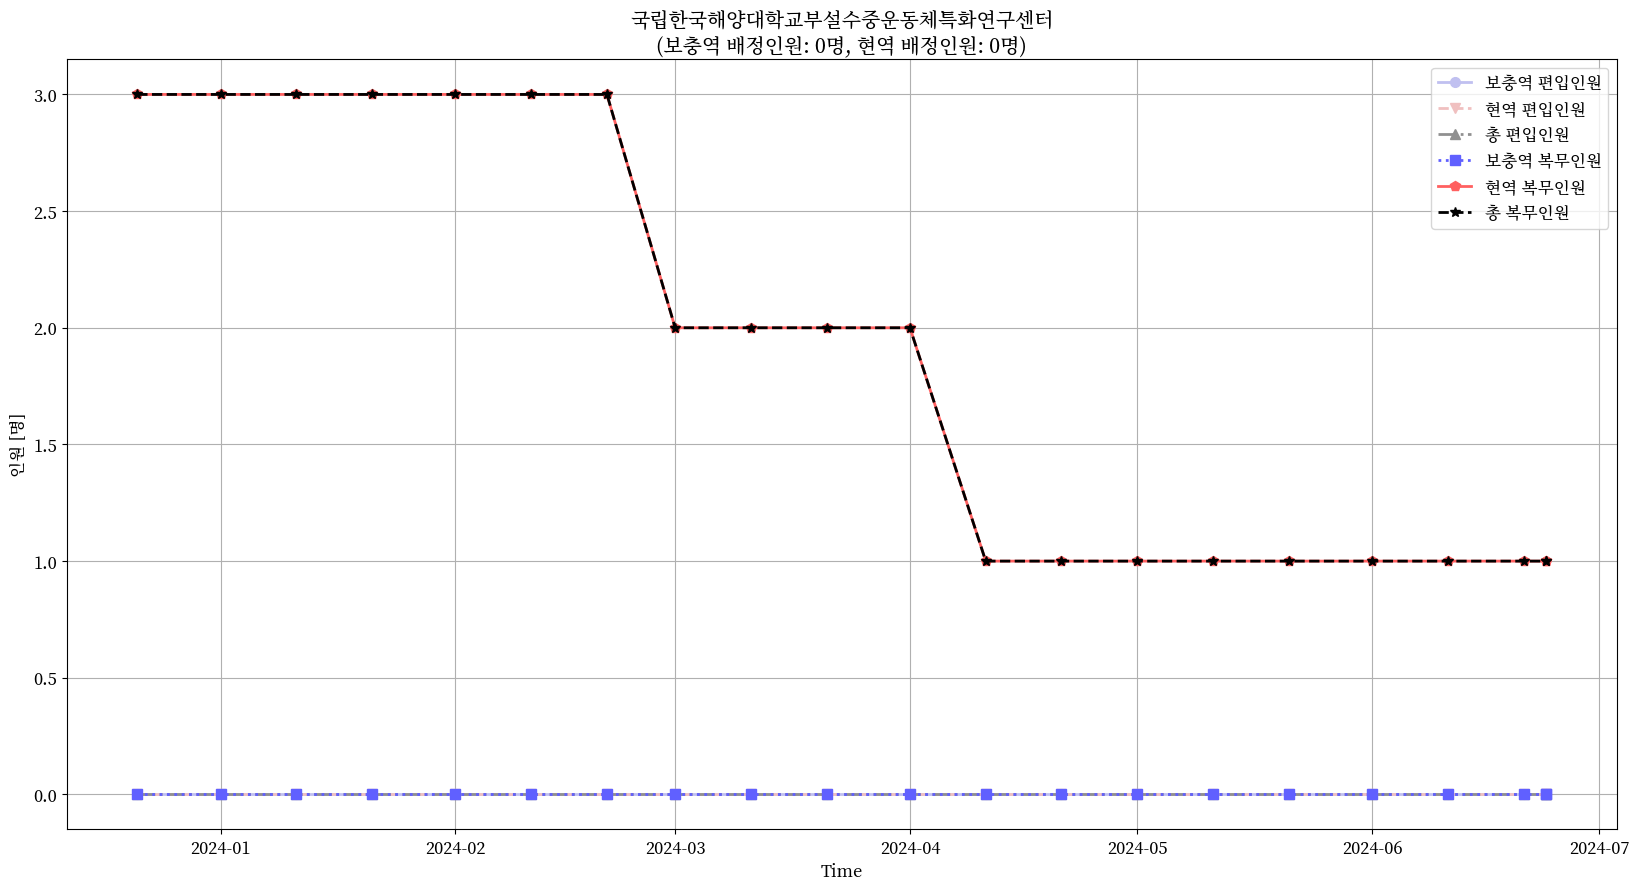 국립한국해양대학교부설수중운동체특화연구센터
(보충역 배정인원: 0명, 현역 배정인원: 0명)
보충역 편입인원
현역 편입인원
총 편입인원
보충역 복무인원
현역 복무인원
총 복무인원
인원 [명]
3.0
2.5
2.0
1.5
1.0
0.5
0.0
2024-01
2024-02
2024-03
2024-04
2024-05
2024-06
2024-07
Time